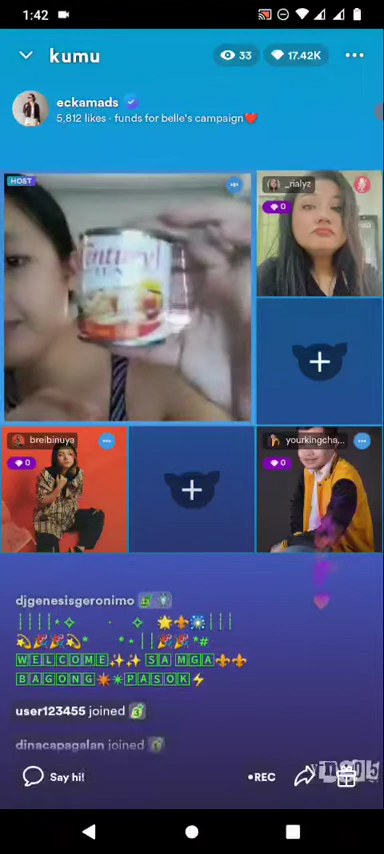 1:42
kumu
33
17.42K
eckamads
5,812 likes · funds for belle's campaign❤️
HOST
Century
_rialyz
0
breibinuya
0
yourkingcha...
0
djgenesisgeronimo
WELCOME✨✨ SA MGA⚜️⚜️
BAGONG💥✳PASOK⚡
user123455 joined
dinacapagalan joined
Say hi!
•REC